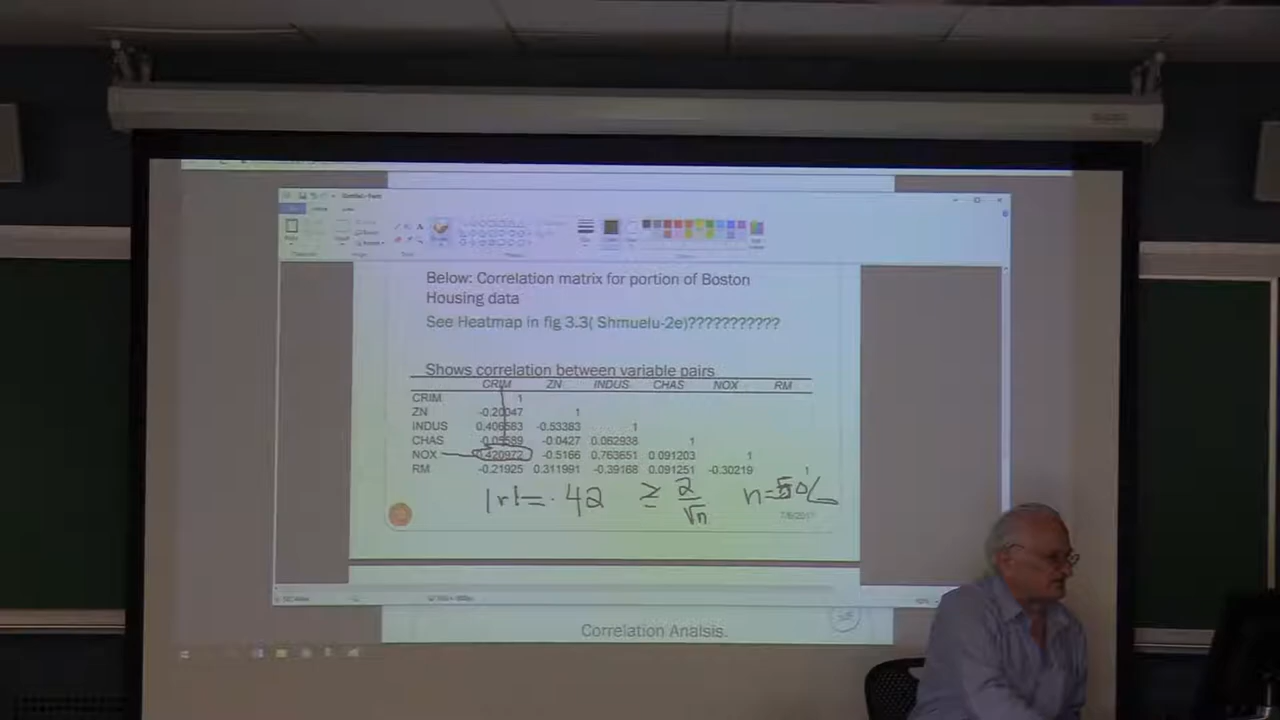 Below: Correlation matrix for portion of Boston
Housing data
See Heatmap in fig 3.3( Shmuelu-2e)???????????
Shows correlation between variable pairs
CRIM ZN INDUS CHAS NOX RM
CRIM 1
ZN -0.20047 1
INDUS 0.406583 -0.53383 1
CHAS -0.05589 -0.0427 0.062938 1
NOX 0.420972 -0.5166 0.763651 0.091203 1
RM -0.21925 0.311991 -0.39168 0.091251 -0.30219 1
|r| = .42 ≥ 2/√n n=506
Correlation Analsis.